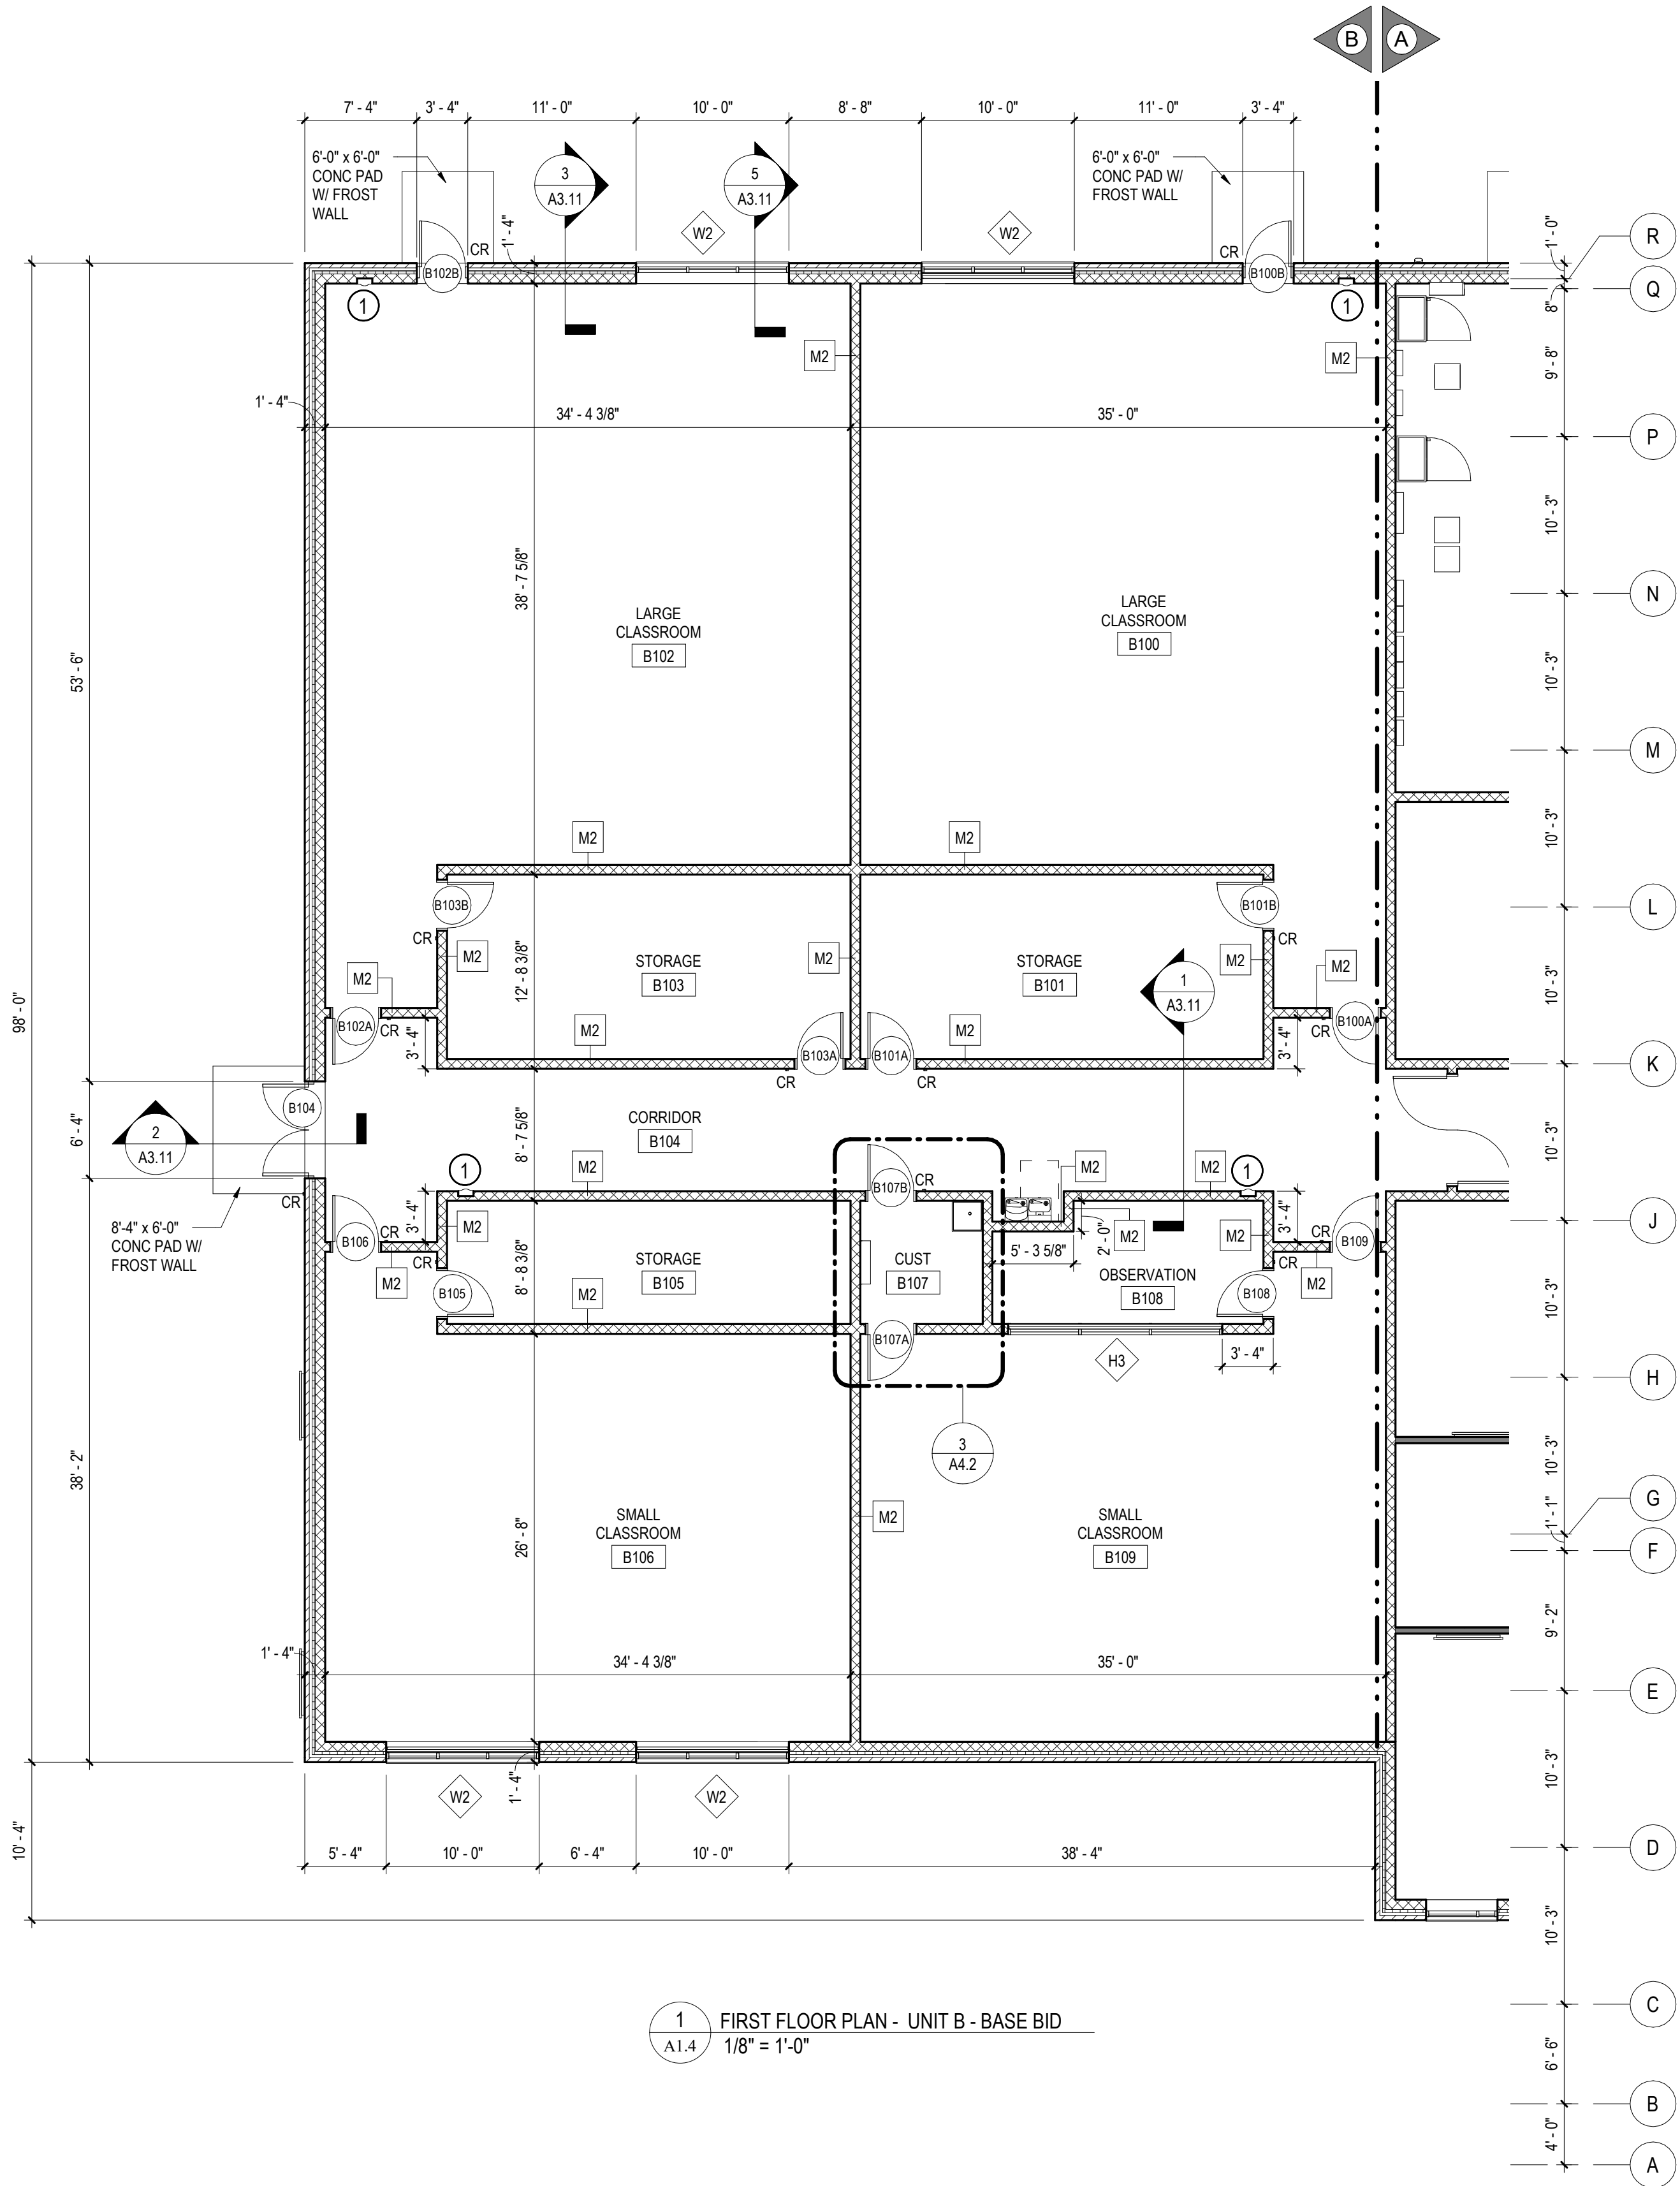 B
A
7' - 4"
3' - 4"
11' - 0"
10' - 0"
8' - 8"
10' - 0"
11' - 0"
3' - 4"
6'-0" x 6'-0"
CONC PAD
W/ FROST
WALL
3
A3.11
5
A3.11
6'-0" x 6'-0"
CONC PAD W/
FROST WALL
W2
W2
CR
1' - 4"
CR
B102B
B100B
1
1
M2
M2
1' - 4"
34' - 4 3/8"
35' - 0"
38' - 7 5/8"
LARGE
CLASSROOM
B102
LARGE
CLASSROOM
B100
53' - 6"
98' - 0"
M2
M2
B103B
B101B
CR
M2
M2
CR
M2
M2
M2
STORAGE
B103
STORAGE
B101
12' - 8 3/8"
1
A3.11
B102A
CR
3' - 4"
M2
M2
B103A
B101A
CR
CR
3' - 4"
CR
B100A
B104
6' - 4"
2
A3.11
CORRIDOR
B104
8' - 7 5/8"
CR
8'-4" x 6'-0"
CONC PAD W/
FROST WALL
1
M2
B107B
CR
M2
M2
1
B106
CR
3' - 4"
M2
CR
M2
B105
8' - 8 3/8"
STORAGE
B105
M2
CUST
B107
5' - 3 5/8"
2' - 0"
M2
OBSERVATION
B108
M2
3' - 4"
CR
CR
B109
M2
B108
B107A
H3
3' - 4"
3
A4.2
38' - 2"
26' - 8"
SMALL
CLASSROOM
B106
M2
SMALL
CLASSROOM
B109
1' - 4"
34' - 4 3/8"
35' - 0"
W2
1' - 4"
W2
5' - 4"
10' - 0"
6' - 4"
10' - 0"
38' - 4"
10' - 4"
1' - 0"
R
8"
Q
9' - 8"
P
10' - 3"
N
10' - 3"
M
10' - 3"
L
10' - 3"
K
10' - 3"
J
10' - 3"
H
10' - 3"
G
1' - 1"
F
9' - 2"
E
10' - 3"
D
10' - 3"
C
6' - 6"
B
4' - 0"
A
1
A1.4
FIRST FLOOR PLAN - UNIT B - BASE BID
1/8" = 1'-0"